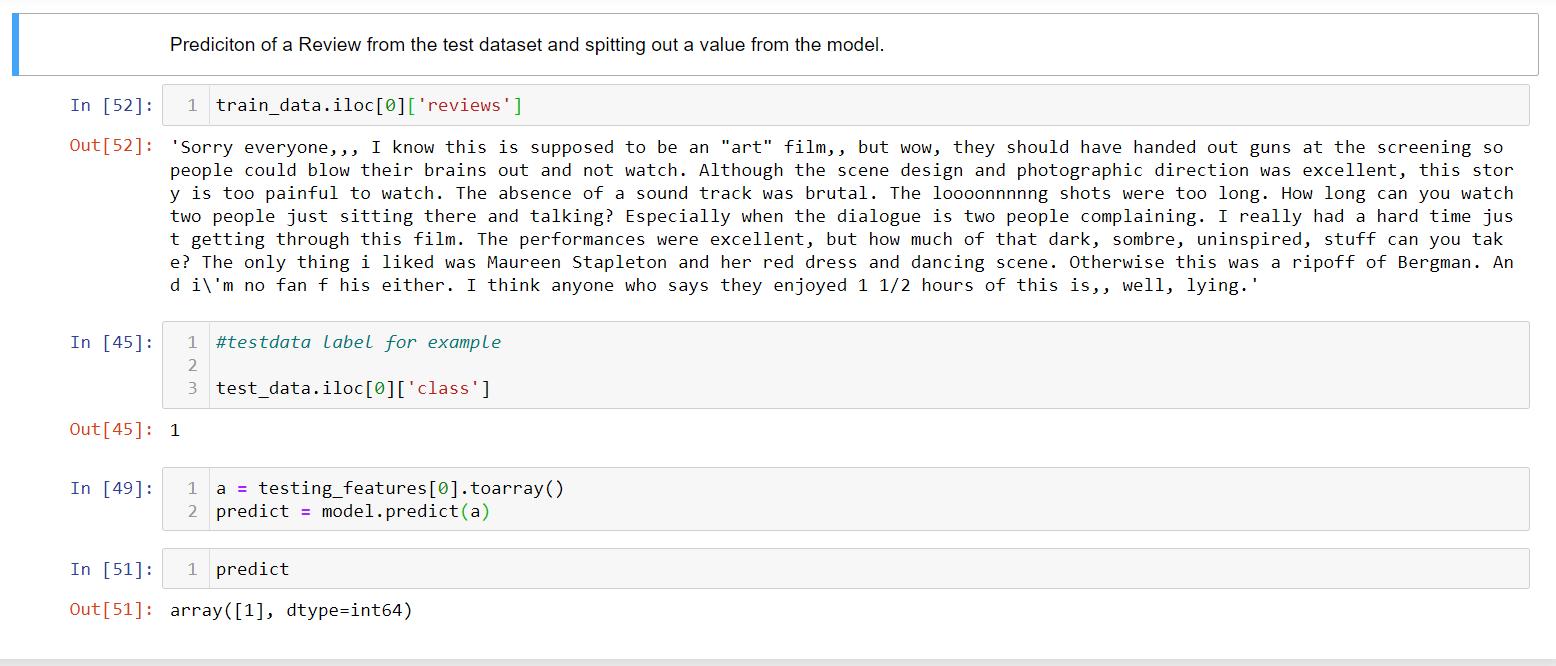 Prediciton of a Review from the test dataset and spitting out a value from the model.
In [52]: 1 train_data.iloc[0]['reviews']
Out[52]: 'Sorry everyone,,, I know this is supposed to be an "art" film,, but wow, they should have handed out guns at the screening so
people could blow their brains out and not watch. Although the scene design and photographic direction was excellent, this stor
y is too painful to watch. The absence of a sound track was brutal. The loooonnnnng shots were too long. How long can you watch
two people just sitting there and talking? Especially when the dialogue is two people complaining. I really had a hard time jus
t getting through this film. The performances were excellent, but how much of that dark, sombre, uninspired, stuff can you tak
e? The only thing i liked was Maureen Stapleton and her red dress and dancing scene. Otherwise this was a ripoff of Bergman. An
d i\'m no fan f his either. I think anyone who says they enjoyed 1 1/2 hours of this is,, well, lying.'
In [45]: 1 #testdata label for example
2
3 test_data.iloc[0]['class']
Out[45]: 1
In [49]: 1 a = testing_features[0].toarray()
2 predict = model.predict(a)
In [51]: 1 predict
Out[51]: array([1], dtype=int64)